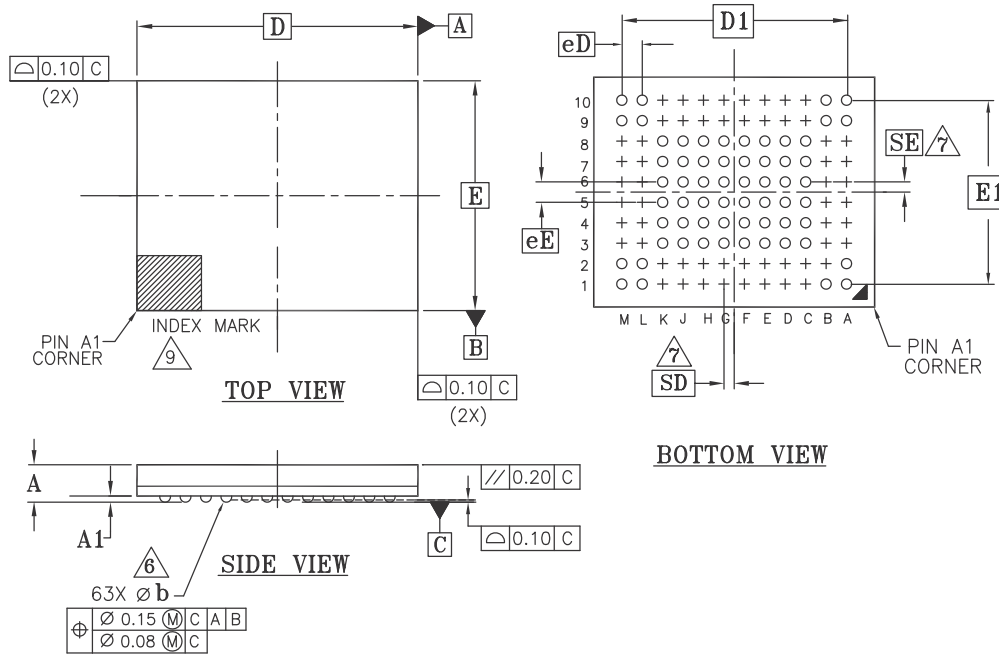 D
A
⌓ 0.10 C
(2X)
E
PIN A1
CORNER
INDEX MARK
9
B
⌓ 0.10 C
(2X)
TOP VIEW
D1
eD
10
9
8
7
6
5
4
3
2
1
SE 7
E1
eE
M L K J H G F E D C B A
7
SD
PIN A1
CORNER
BOTTOM VIEW
A
A1
// 0.20 C
C
⌓ 0.10 C
SIDE VIEW
6
63X ⌀ b
⌖ ⌀ 0.15 Ⓜ C A B
⌀ 0.08 Ⓜ C